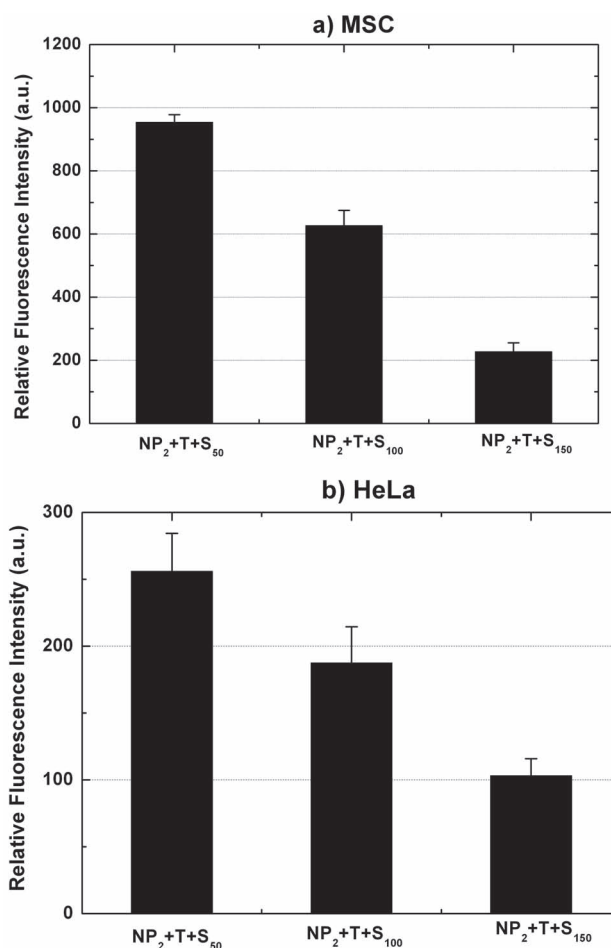 a) MSC
Relative Fluorescence Intensity (a.u.)
1200
1000
800
600
400
200
0
NP₂+T+S₅₀ NP₂+T+S₁₀₀ NP₂+T+S₁₅₀
b) HeLa
Relative Fluorescence Intensity (a.u.)
300
200
100
0
NP₂+T+S₅₀ NP₂+T+S₁₀₀ NP₂+T+S₁₅₀